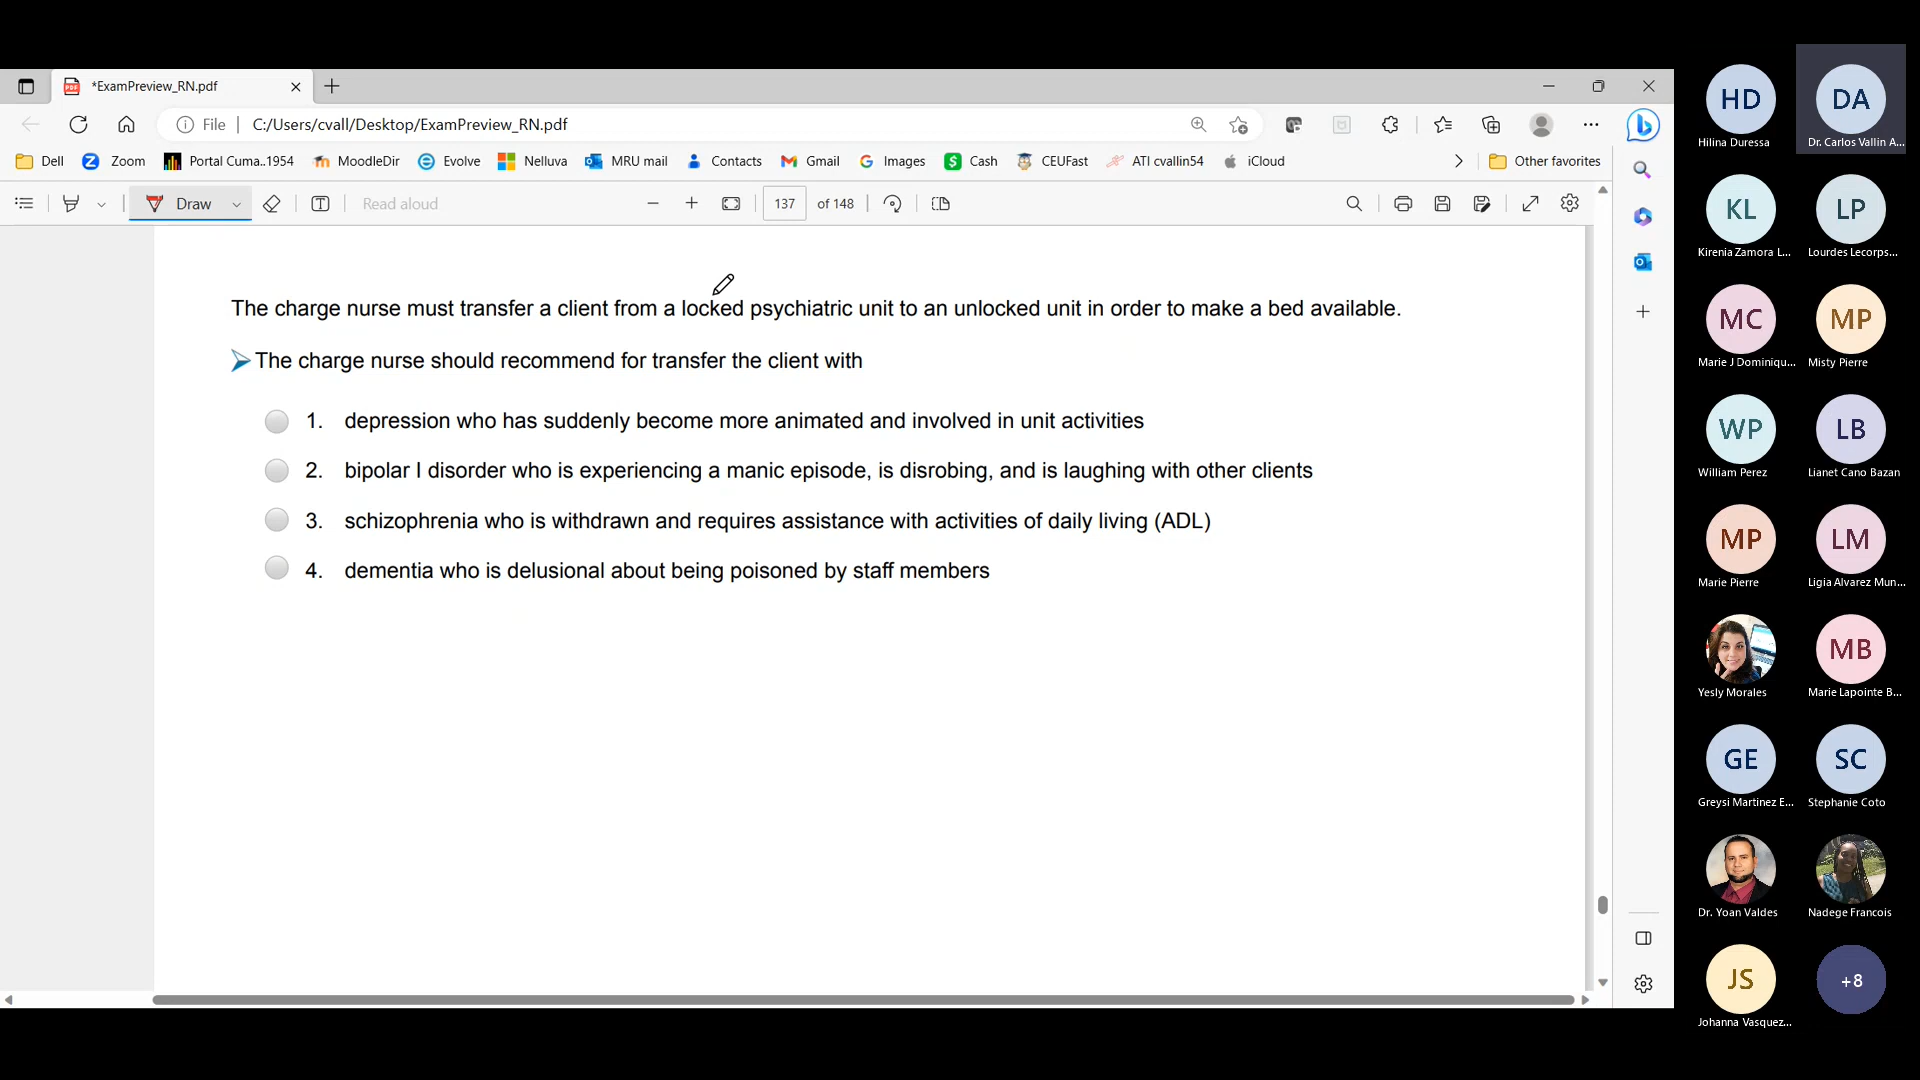 *ExamPreview_RN.pdf
File
C:/Users/cvall/Desktop/ExamPreview_RN.pdf
Dell
Zoom
Portal Cuma..1954
MoodleDir
Evolve
Nelluva
MRU mail
Contacts
Gmail
Images
Cash
CEUFast
ATI cvallin54
iCloud
Other favorites
Draw
Read aloud
137 of 148
The charge nurse must transfer a client from a locked psychiatric unit to an unlocked unit in order to make a bed available.
The charge nurse should recommend for transfer the client with
1. depression who has suddenly become more animated and involved in unit activities
2. bipolar I disorder who is experiencing a manic episode, is disrobing, and is laughing with other clients
3. schizophrenia who is withdrawn and requires assistance with activities of daily living (ADL)
4. dementia who is delusional about being poisoned by staff members
HD
Hilina Duressa
DA
Dr. Carlos Vallin A...
KL
Kirenia Zamora L...
LP
Lourdes Lecorps...
MC
Marie J Dominiqu...
MP
Misty Pierre
WP
William Perez
LB
Lianet Cano Bazan
MP
Marie Pierre
LM
Ligia Alvarez Mun...
Yesly Morales
MB
Marie Lapointe B...
GE
Greysi Martinez E...
SC
Stephanie Coto
Dr. Yoan Valdes
Nadege Francois
JS
Johanna Vasquez...
+8